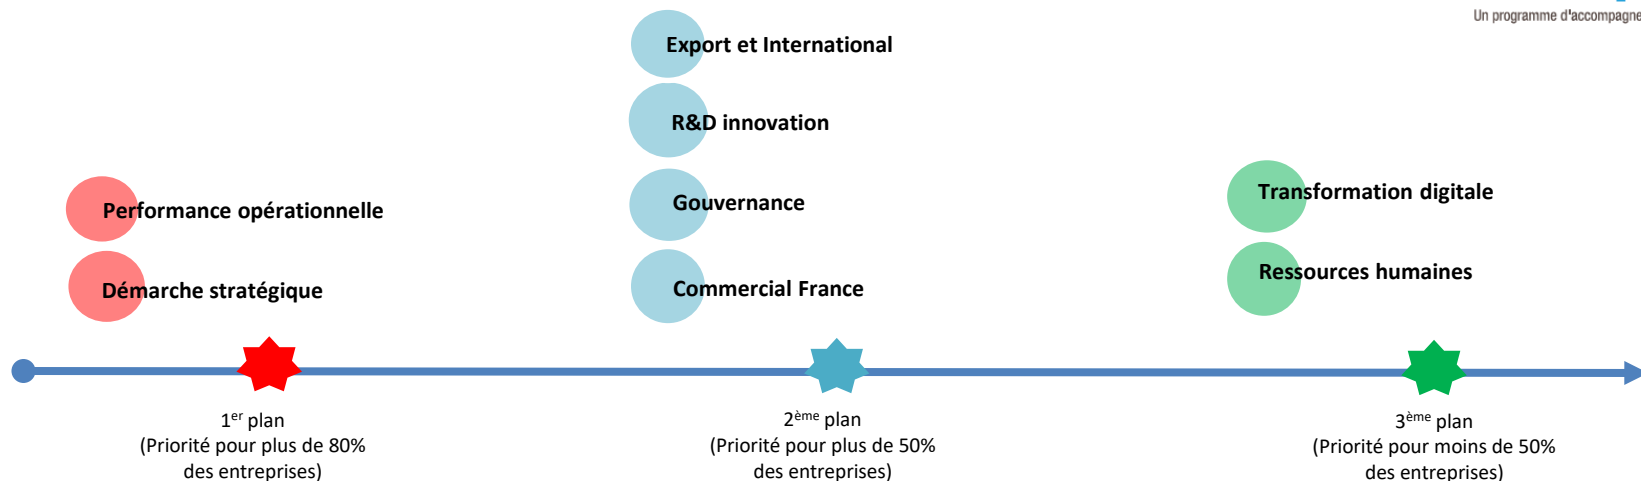 Un programme d'accompagne
Export et International
R&D innovation
Performance opérationnelle
Gouvernance
Transformation digitale
Démarche stratégique
Commercial France
Ressources humaines
1er plan
(Priorité pour plus de 80%
des entreprises)
2ème plan
(Priorité pour plus de 50%
des entreprises)
3ème plan
(Priorité pour moins de 50%
des entreprises)